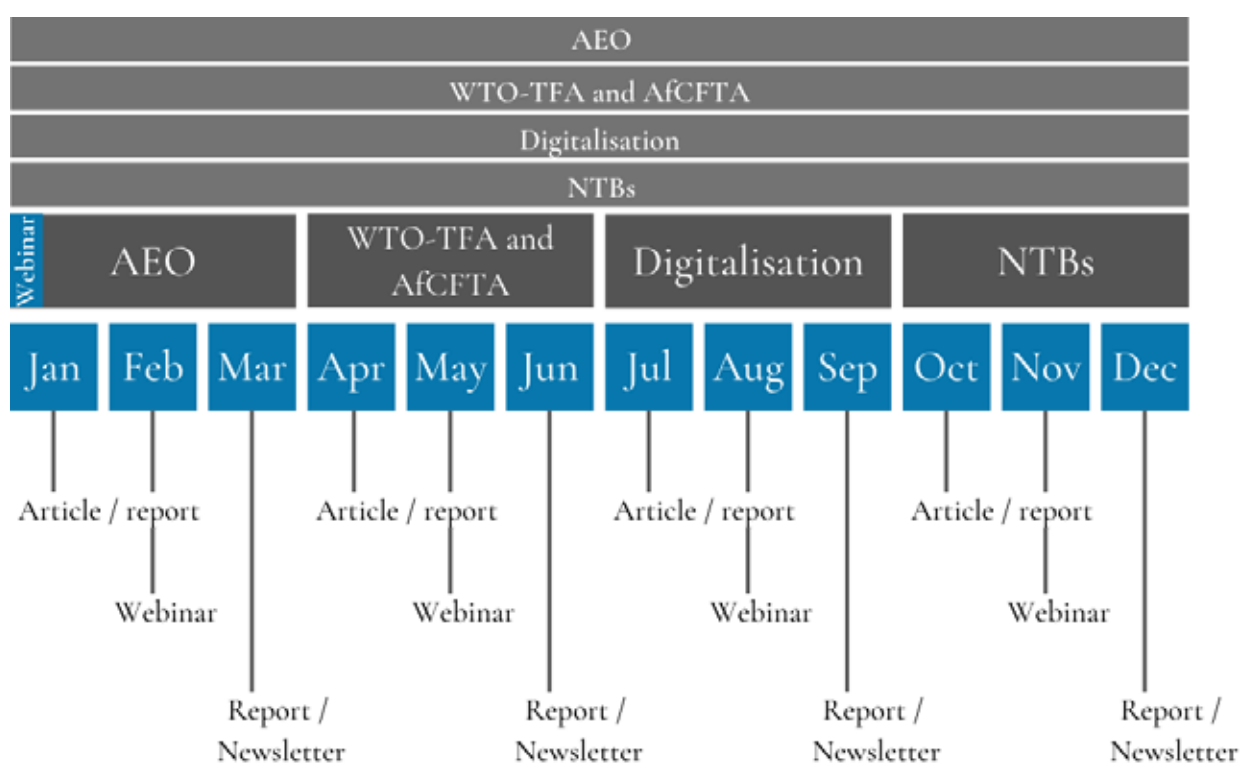 AEO
WTO-TFA and AfCFTA
Digitalisation
NTBs
Webinar
AEO
WTO-TFA and
AfCFTA
Digitalisation
NTBs
Jan Feb Mar Apr May Jun Jul Aug Sep Oct Nov Dec
Article / report Article / report Article / report Article / report
Webinar Webinar Webinar Webinar
Report / Report / Report / Report /
Newsletter Newsletter Newsletter Newsletter